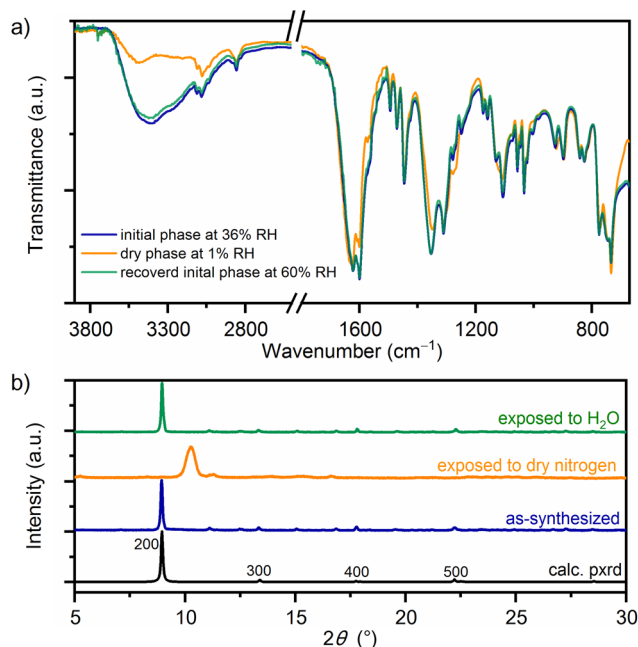 a)
Transmittance (a.u.)
initial phase at 36% RH
dry phase at 1% RH
recoverd inital phase at 60% RH
3800 3400 2800 1600 1200 800
Wavenumber (cm⁻¹)
b)
Intensity (a.u.)
exposed to H₂O
exposed to dry nitrogen
as-synthesized
200 300 400 500 calc. pxrd
5 10 15 20 25 30
2θ (°)